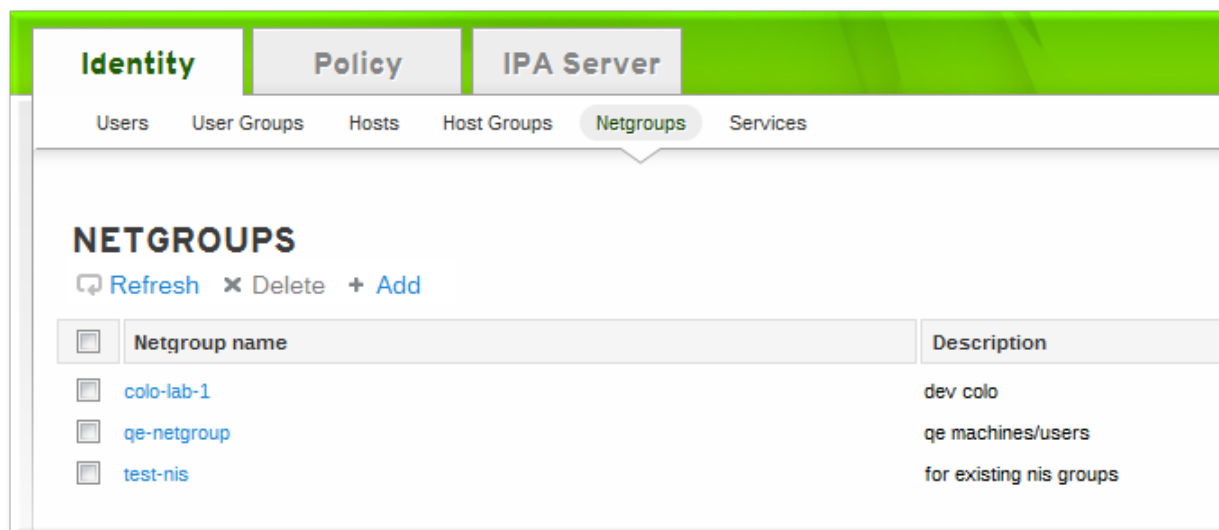 Identity Policy IPA Server
Users User Groups Hosts Host Groups Netgroups Services
NETGROUPS
Refresh Delete + Add
Netgroup name Description
colo-lab-1 dev colo
qe-netgroup qe machines/users
test-nis for existing nis groups